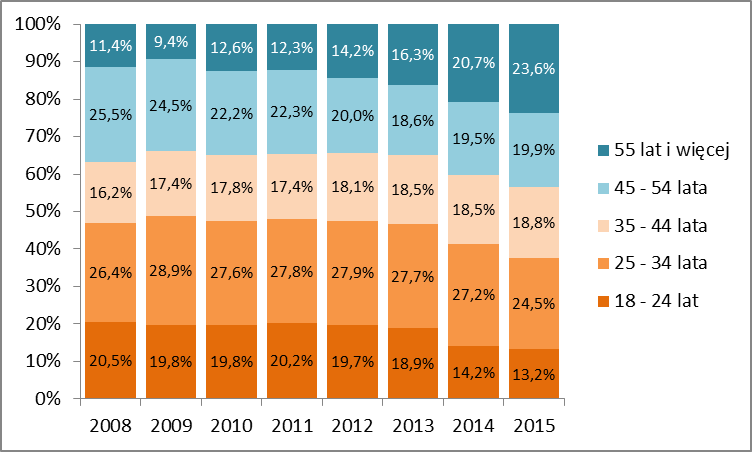 100%
90%
80%
70%
60%
50%
40%
30%
20%
10%
0%
11,4% 9,4% 12,6% 12,3% 14,2% 16,3% 20,7% 23,6%
25,5% 24,5% 22,2% 22,3% 20,0% 18,6% 19,5% 19,9%
16,2% 17,4% 17,8% 17,4% 18,1% 18,5% 18,5% 18,8%
26,4% 28,9% 27,6% 27,8% 27,9% 27,7% 27,2% 24,5%
20,5% 19,8% 19,8% 20,2% 19,7% 18,9% 14,2% 13,2%
2008 2009 2010 2011 2012 2013 2014 2015
55 lat i więcej
45 - 54 lata
35 - 44 lata
25 - 34 lata
18 - 24 lat